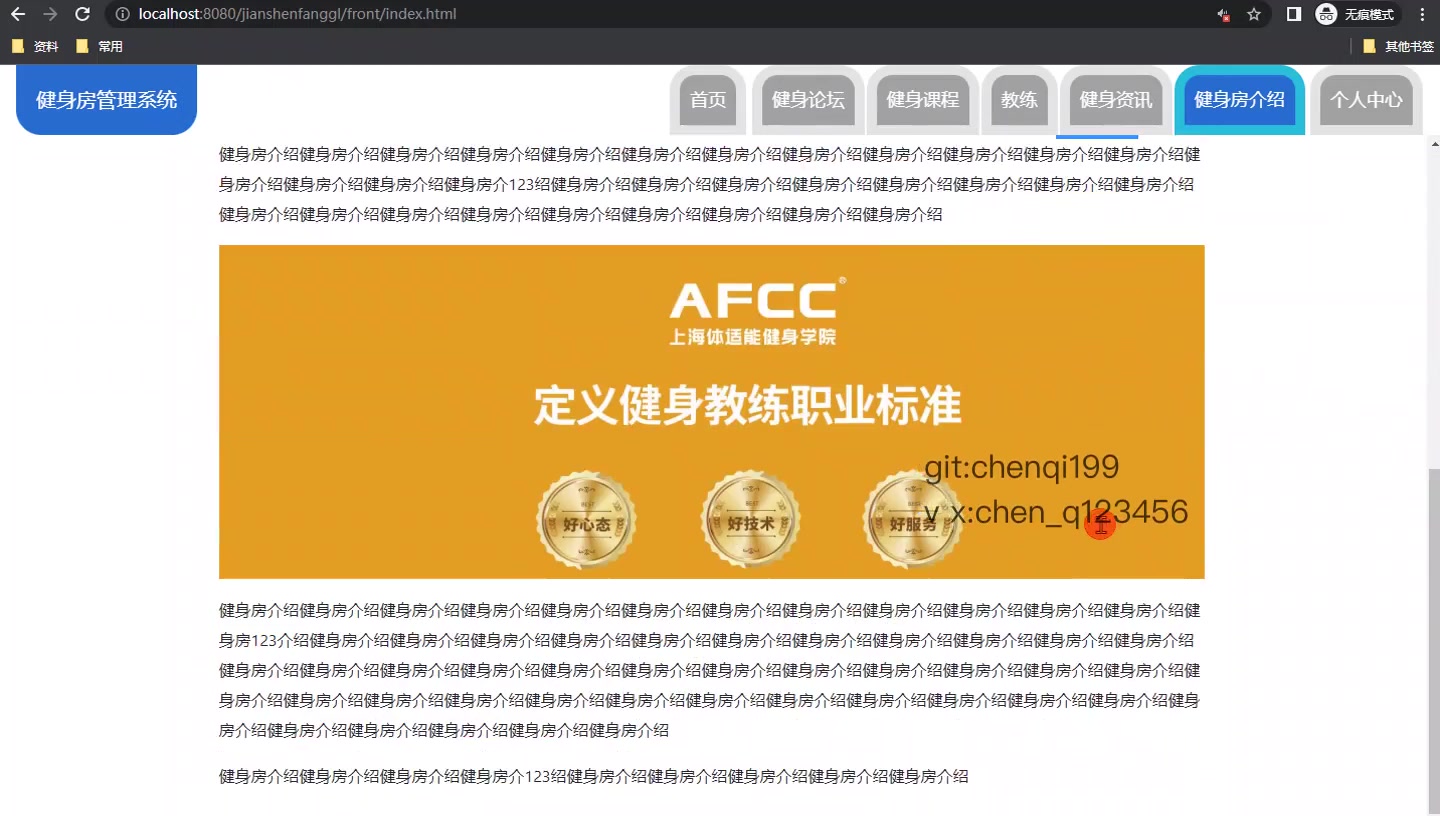 localhost:8080/jianshenfanggl/front/index.html
无痕模式
资料
常用
其他书签
健身房管理系统
首页
健身论坛
健身课程
教练
健身资讯
健身房介绍
个人中心
健身房介绍健身房介绍健身房介绍健身房介绍健身房介绍健身房介绍健身房介绍健身房介绍健身房介绍健身房介绍健身房介绍健身房介绍健
身房介绍健身房介绍健身房介绍健身房介123绍健身房介绍健身房介绍健身房介绍健身房介绍健身房介绍健身房介绍健身房介绍健身房介绍
健身房介绍健身房介绍健身房介绍健身房介绍健身房介绍健身房介绍健身房介绍健身房介绍健身房介绍
AFCC®
上海体适能健身学院
定义健身教练职业标准
git:chenqi199
好心态
好技术
好服务
v x:chen_q123456
健身房介绍健身房介绍健身房介绍健身房介绍健身房介绍健身房介绍健身房介绍健身房介绍健身房介绍健身房介绍健身房介绍健身房介绍健
身房123介绍健身房介绍健身房介绍健身房介绍健身房介绍健身房介绍健身房介绍健身房介绍健身房介绍健身房介绍健身房介绍健身房介绍
健身房介绍健身房介绍健身房介绍健身房介绍健身房介绍健身房介绍健身房介绍健身房介绍健身房介绍健身房介绍健身房介绍健身房介绍健
身房介绍健身房介绍健身房介绍健身房介绍健身房介绍健身房介绍健身房介绍健身房介绍健身房介绍健身房介绍健身房介绍健身房介绍健身
房介绍健身房介绍健身房介绍健身房介绍健身房介绍健身房介绍
健身房介绍健身房介绍健身房介绍健身房介123绍健身房介绍健身房介绍健身房介绍健身房介绍健身房介绍